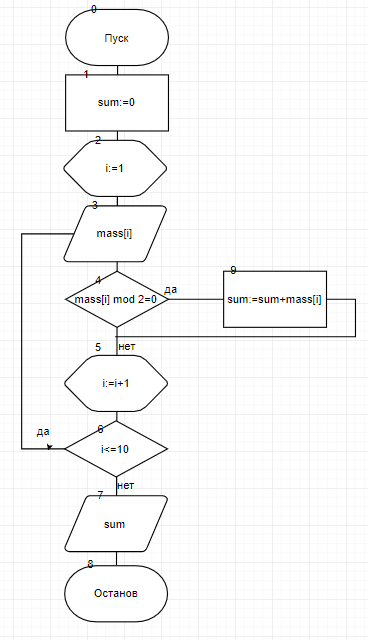 0
Пуск
1
sum:=0
2
i:=1
3
mass[i]
4
mass[i] mod 2=0
да
9
sum:=sum+mass[i]
нет
5
i:=i+1
6
i<=10
да
нет
7
sum
8
Останов